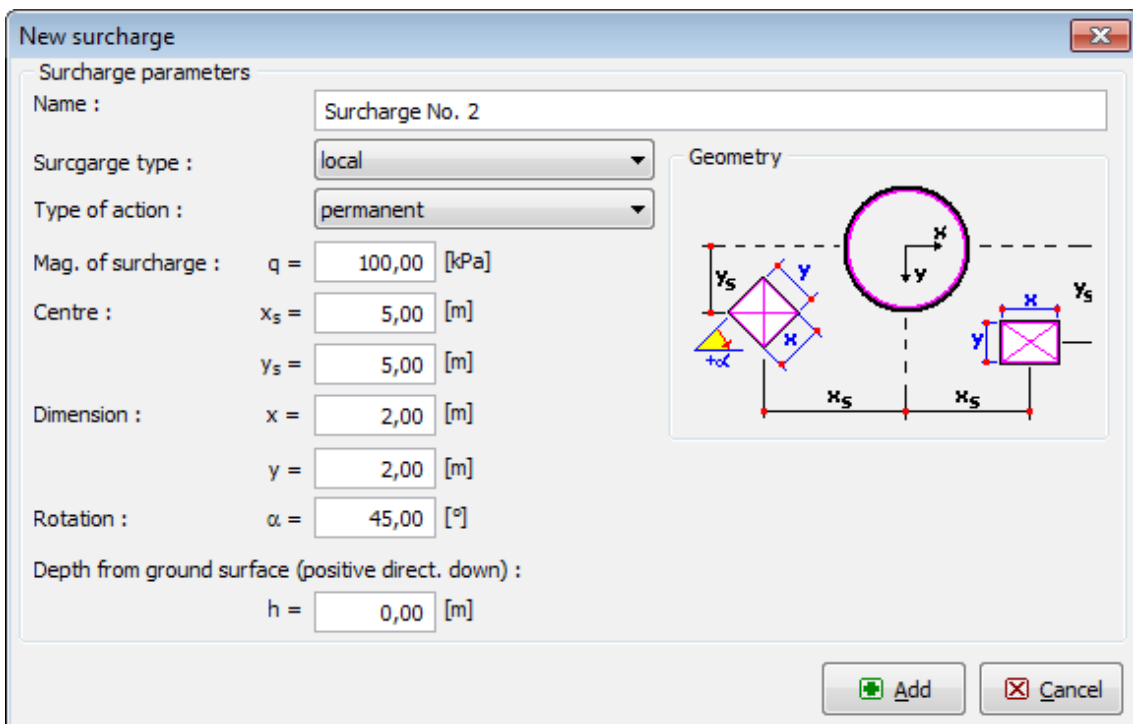 New surcharge
Surcharge parameters
Name :
Surcharge No. 2
Surcgarge type :
local
Type of action :
permanent
Mag. of surcharge : q = 100,00 [kPa]
Centre : xs = 5,00 [m]
ys = 5,00 [m]
Dimension : x = 2,00 [m]
y = 2,00 [m]
Rotation : α = 45,00 [°]
Depth from ground surface (positive direct. down) :
h = 0,00 [m]
Geometry
x
y
ys
y
x
+α
x
y
ys
xs
xs
Add
Cancel